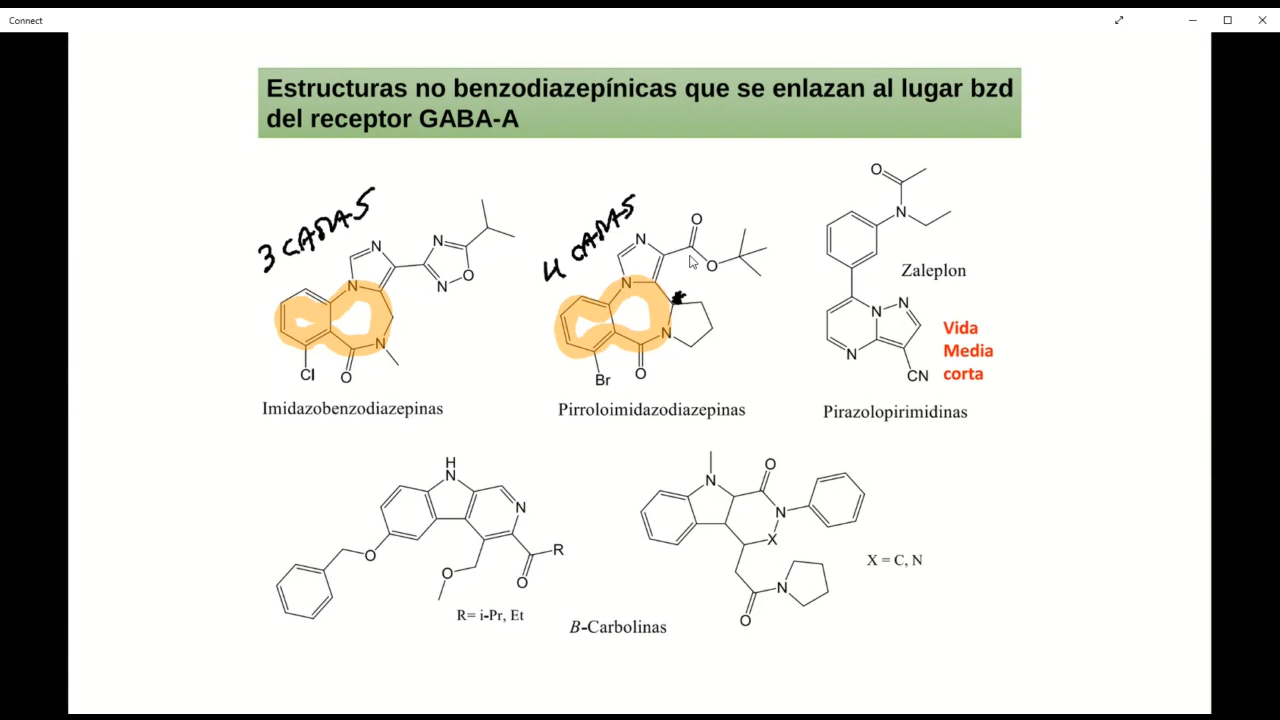 Connect
Estructuras no benzodiazepínicas que se enlazan al lugar bzd
del receptor GABA-A
3 CADAS
4 CADAS
N
N
N
N
O
N
O
Cl
Imidazobenzodiazepinas
N
N
O
O
N
O
Br
*
Pirroloimidazodiazepinas
O
N
Zaleplon
N
N
N
CN
Vida
Media
corta
Pirazolopirimidinas
H
N
N
O
O
O
R
R= i-Pr, Et
B-Carbolinas
N
O
N
X
N
O
X = C, N